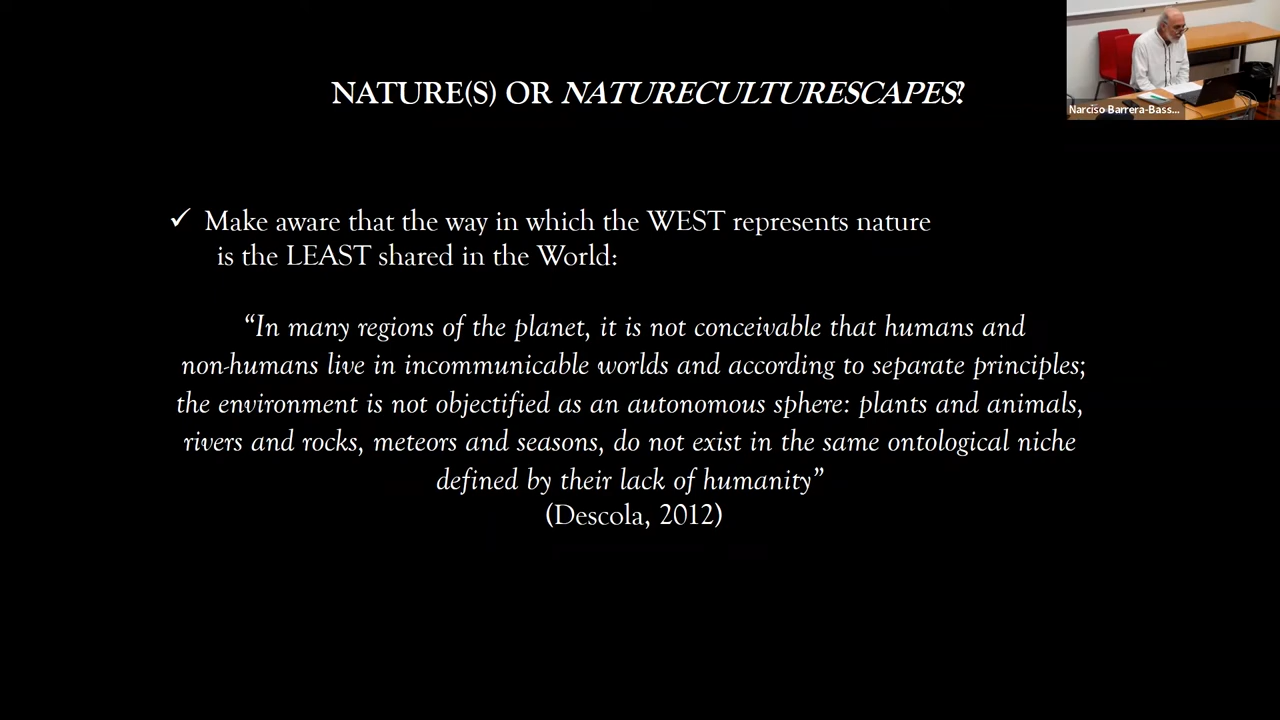 NATURE(S) OR NATURECULTURESCAPES?
Narciso Barrera-Bass...
✓ Make aware that the way in which the WEST represents nature
is the LEAST shared in the World:
“In many regions of the planet, it is not conceivable that humans and
non-humans live in incommunicable worlds and according to separate principles;
the environment is not objectified as an autonomous sphere: plants and animals,
rivers and rocks, meteors and seasons, do not exist in the same ontological niche
defined by their lack of humanity”
(Descola, 2012)